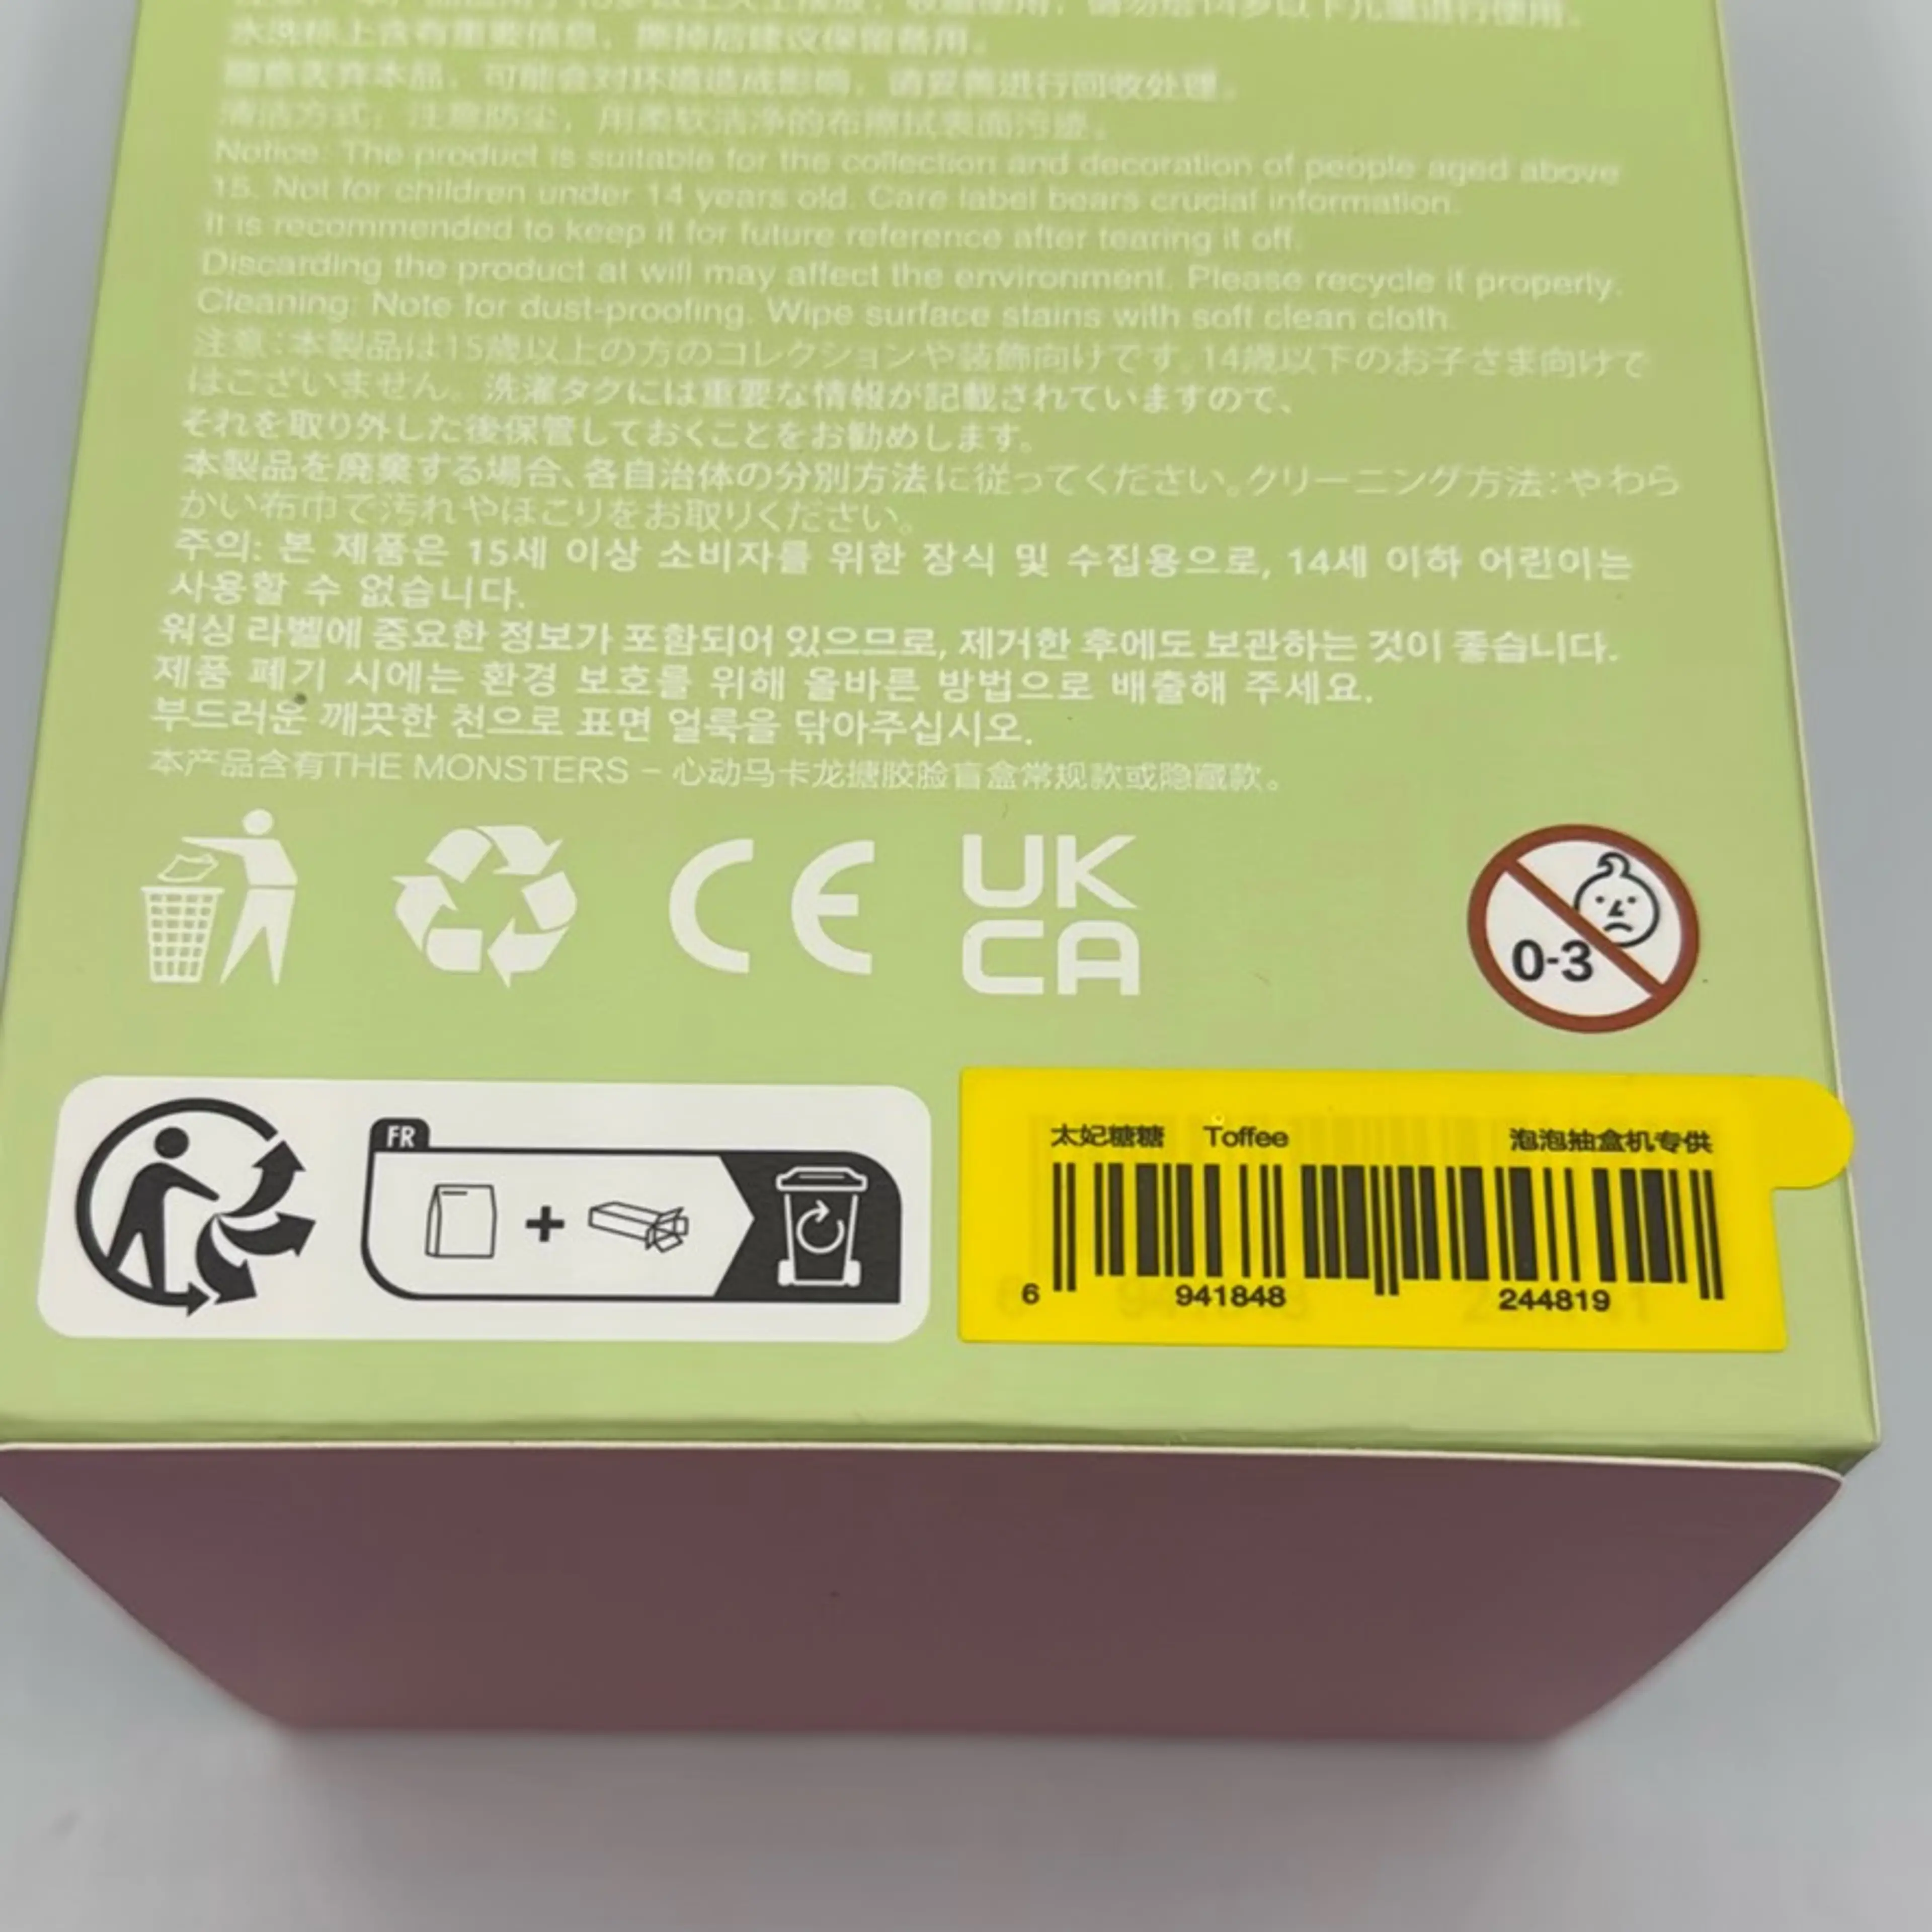 水洗标上含有重要信息，撕掉后建议保留备用。
随意丢弃本品，可能会对环境造成影响，请妥善进行回收处理。
清洁方式：注意防尘，用柔软洁净的布擦拭表面污迹。
Notice: The product is suitable for the collection and decoration of people aged above
15. Not for children under 14 years old. Care label bears crucial information.
It is recommended to keep it for future reference after tearing it off.
Discarding the product at will may affect the environment. Please recycle it properly.
Cleaning: Note for dust-proofing. Wipe surface stains with soft clean cloth.
注意：本製品は15歳以上の方のコレクションや装飾向けです。14歳以下のお子さま向けで
はございません。洗濯タグには重要な情報が記載されていますので、
それを取り外した後保管しておくことをお勧めします。
本製品を廃棄する場合、各自治体の分別方法に従ってください。クリーニング方法：やわら
かい布巾で汚れやほこりをお取りください。
주의: 본 제품은 15세 이상 소비자를 위한 장식 및 수집용으로, 14세 이하 어린이는
사용할 수 없습니다.
워싱 라벨에 중요한 정보가 포함되어 있으므로, 제거한 후에도 보관하는 것이 좋습니다.
제품 폐기 시에는 환경 보호를 위해 올바른 방법으로 배출해 주세요.
부드러운 깨끗한 천으로 표면 얼룩을 닦아주십시오.
本产品含有THE MONSTERS – 心动马卡龙搪胶脸盲盒常规款或隐藏款。
CE
UK
CA
0-3
FR
太妃糖糖 Toffee 泡泡抽盒机专供
6 941848 244819